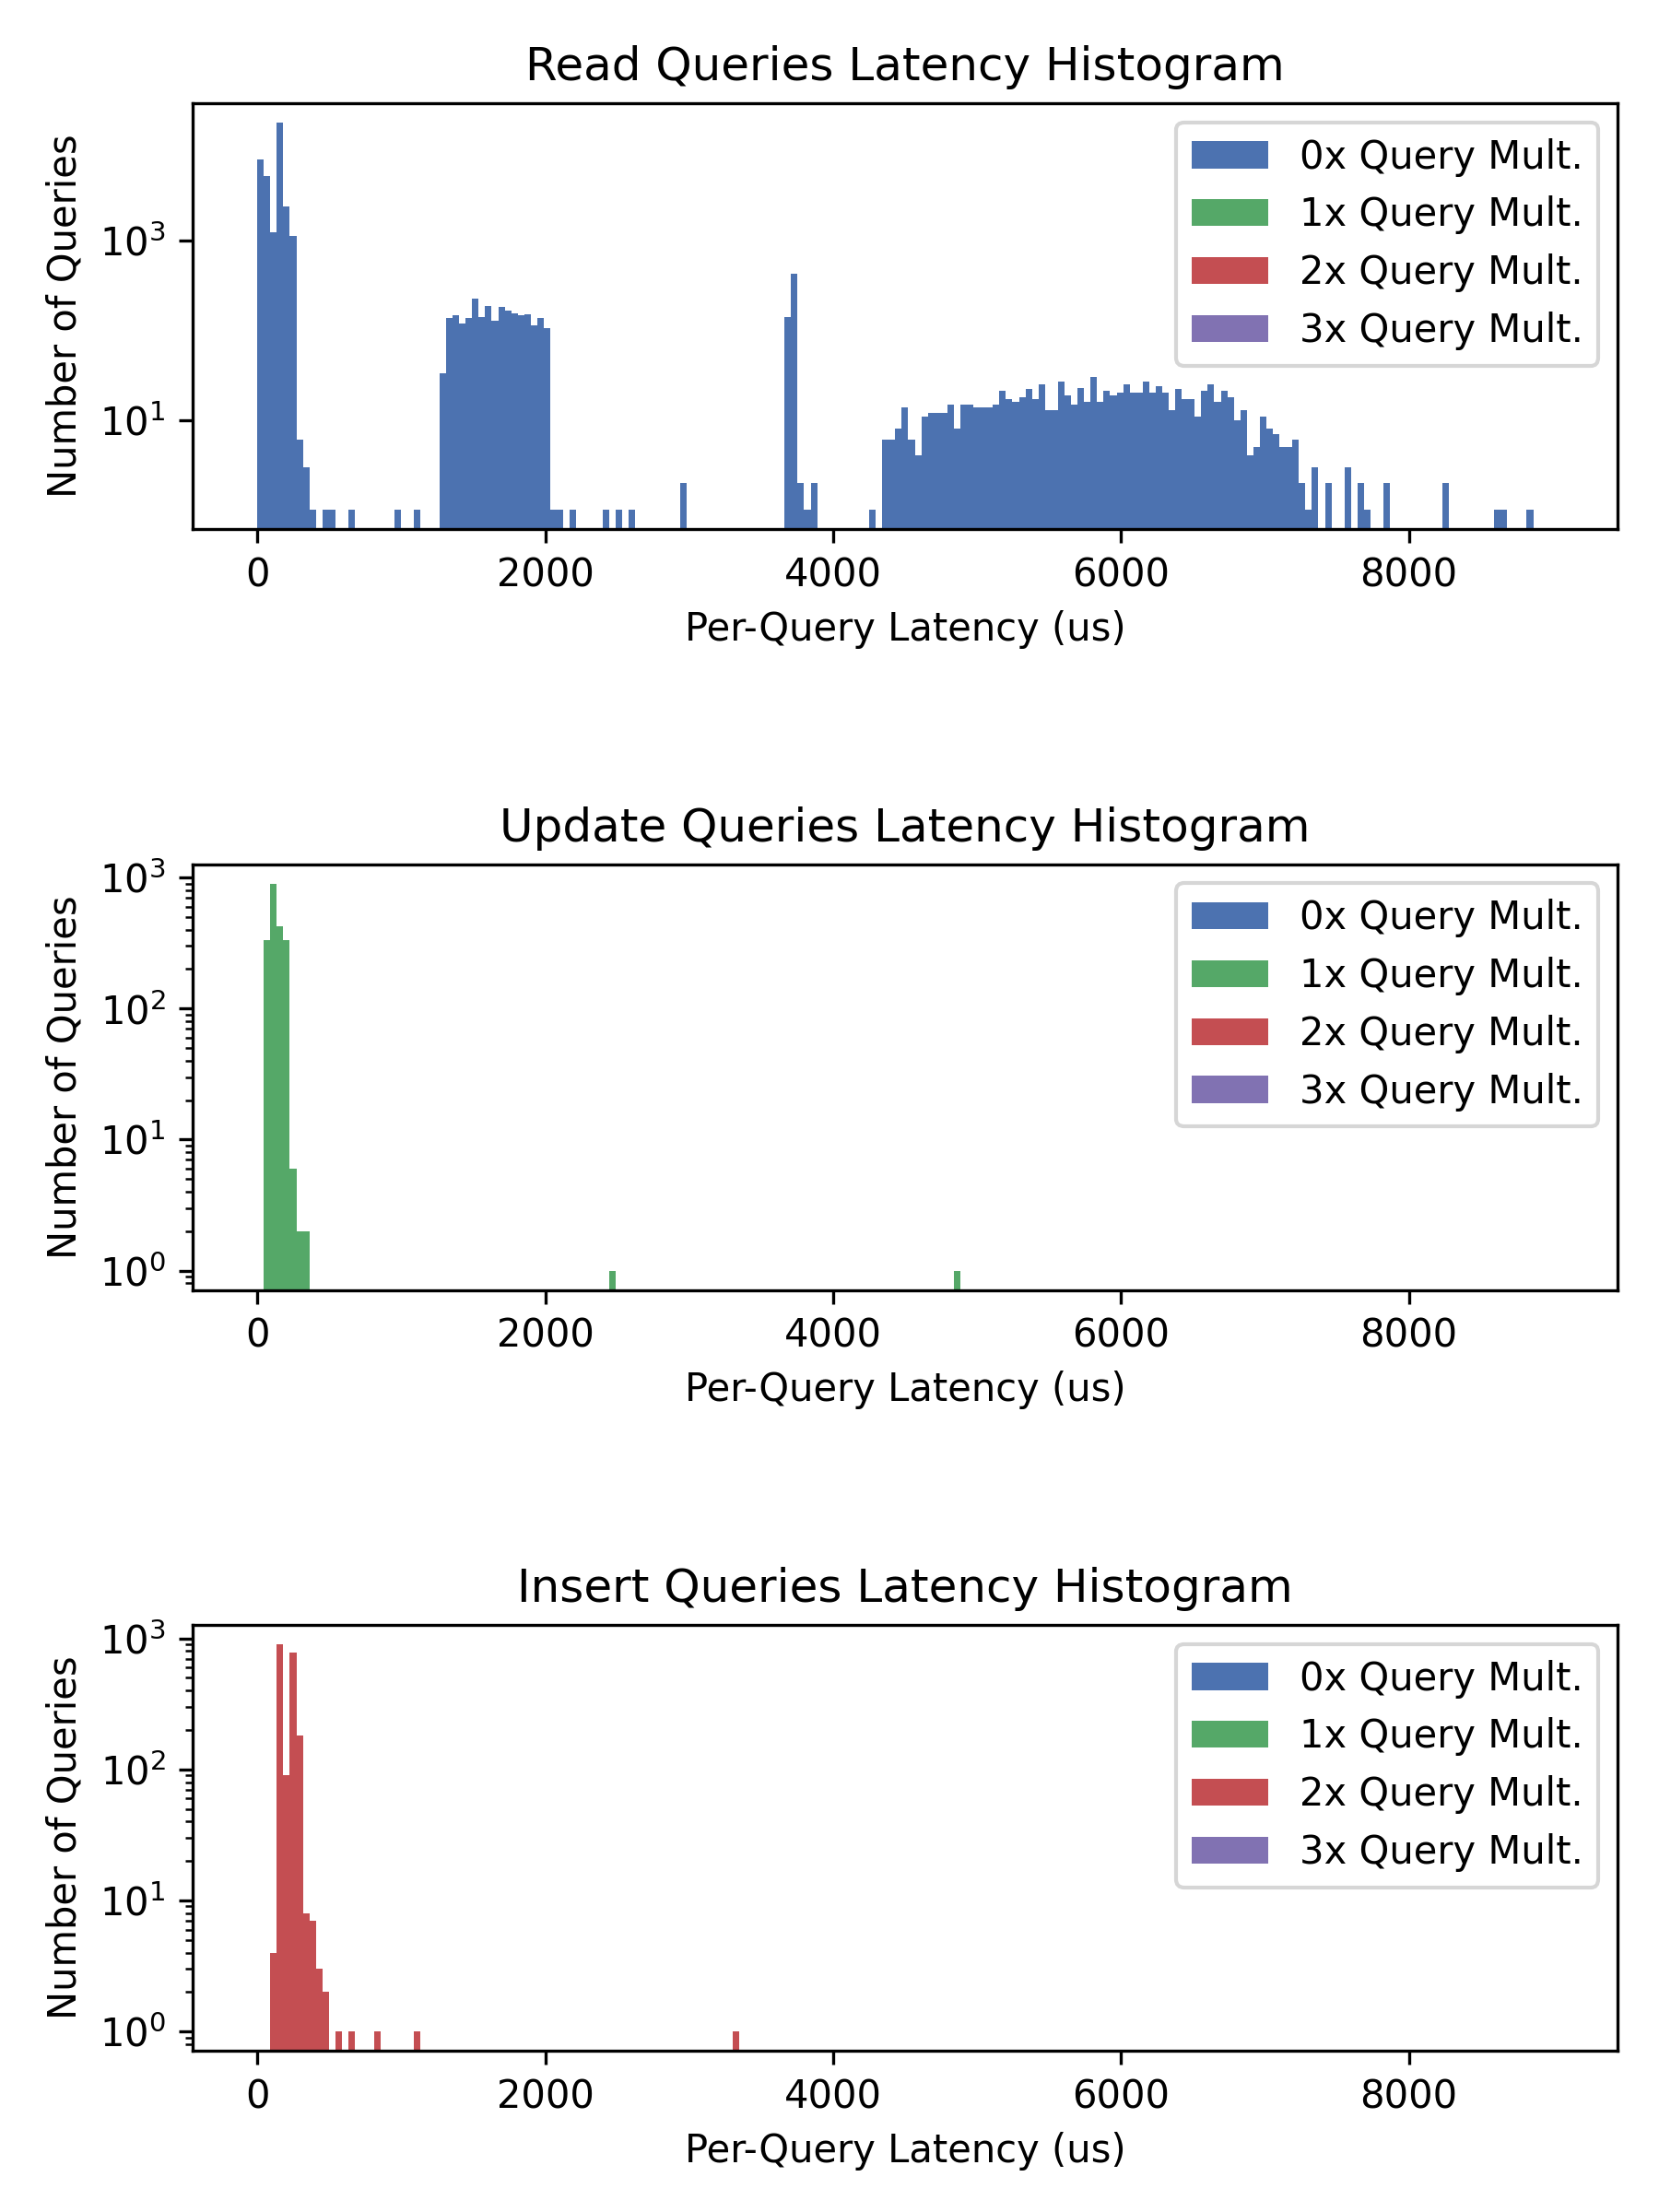 Read Queries Latency Histogram
Number of Queries
10³
10¹
0x Query Mult.
1x Query Mult.
2x Query Mult.
3x Query Mult.
0 2000 4000 6000 8000
Per-Query Latency (us)
Update Queries Latency Histogram
Number of Queries
10³
10²
10¹
10⁰
0x Query Mult.
1x Query Mult.
2x Query Mult.
3x Query Mult.
0 2000 4000 6000 8000
Per-Query Latency (us)
Insert Queries Latency Histogram
Number of Queries
10³
10²
10¹
10⁰
0x Query Mult.
1x Query Mult.
2x Query Mult.
3x Query Mult.
0 2000 4000 6000 8000
Per-Query Latency (us)